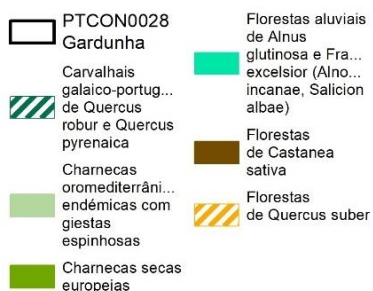 PTCON0028
Gardunha
Carvalhais
galaico-portug...
de Quercus
robur e Quercus
pyrenaica
Charnecas
oromediterrâni...
endémicas com
giestas
espinhosas
Charnecas secas
europeias
Florestas aluviais
de Alnus
glutinosa e Fra...
excelsior (Alno...
incanae, Salicion
albae)
Florestas
de Castanea
sativa
Florestas
de Quercus suber